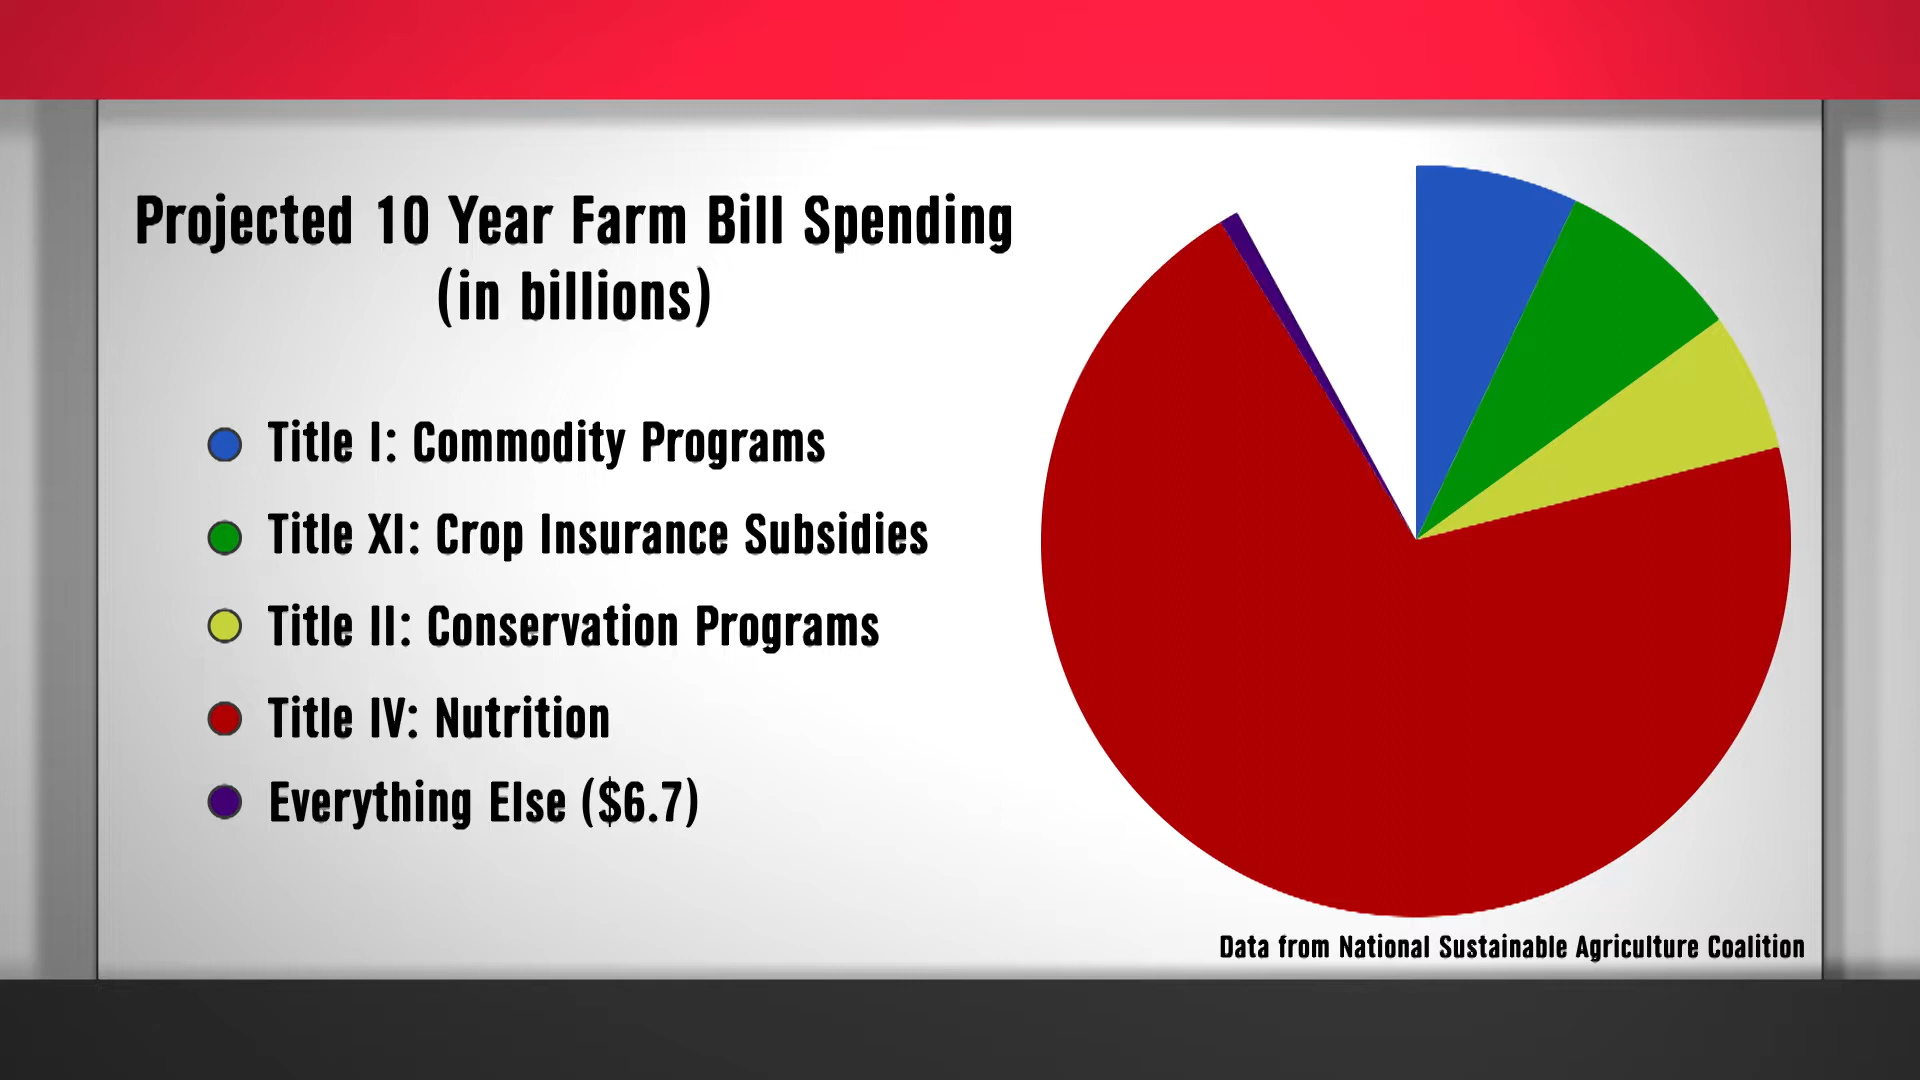 Projected 10 Year Farm Bill Spending
(in billions)
Title I: Commodity Programs
Title XI: Crop Insurance Subsidies
Title II: Conservation Programs
Title IV: Nutrition
Everything Else ($6.7)
Data from National Sustainable Agriculture Coalition